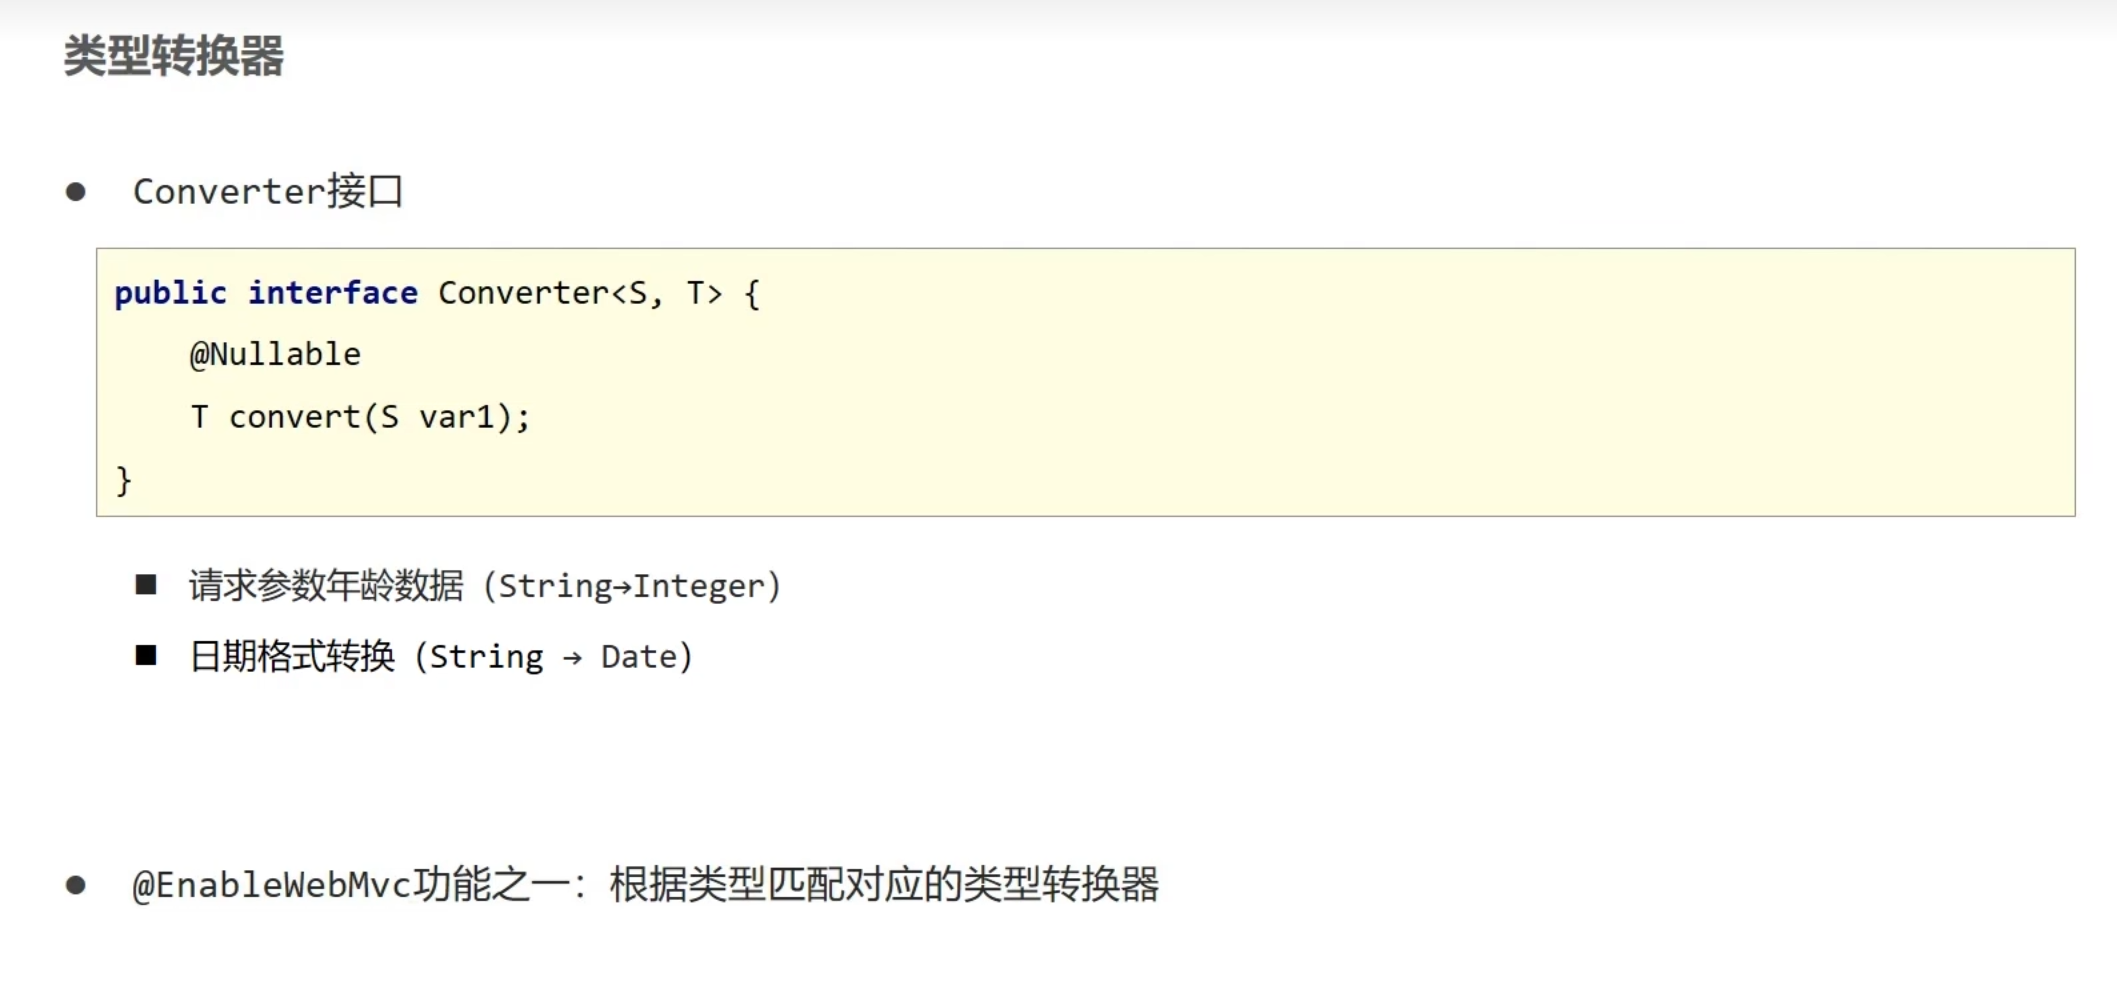 类型转换器
● Converter接口
public interface Converter<S, T> {
    @Nullable
    T convert(S var1);
}
■ 请求参数年龄数据（String→Integer）
■ 日期格式转换（String → Date）
● @EnableWebMvc功能之一：根据类型匹配对应的类型转换器